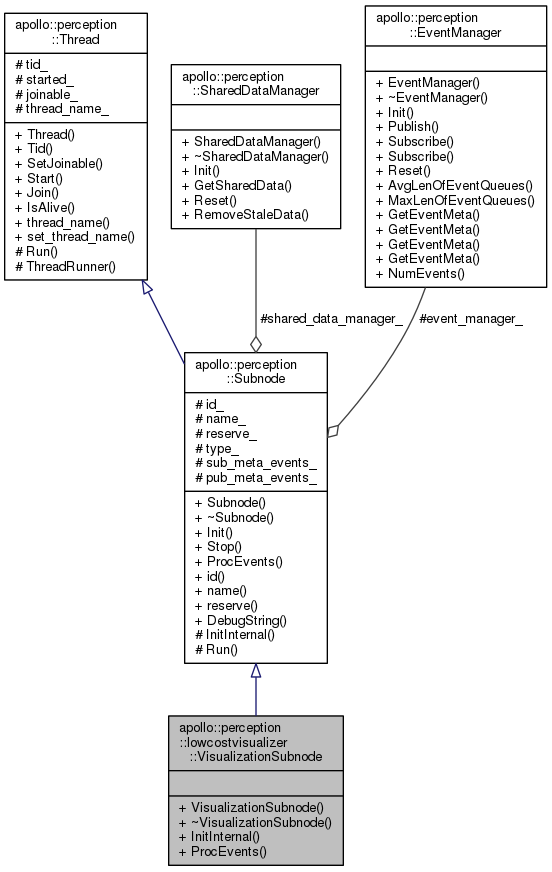 apollo::perception
::Thread
# tid_
# started_
# joinable_
# thread_name_
+ Thread()
+ Tid()
+ SetJoinable()
+ Start()
+ Join()
+ IsAlive()
+ thread_name()
+ set_thread_name()
# Run()
# ThreadRunner()
apollo::perception
::SharedDataManager
+ SharedDataManager()
+ ~SharedDataManager()
+ Init()
+ GetSharedData()
+ Reset()
+ RemoveStaleData()
apollo::perception
::EventManager
+ EventManager()
+ ~EventManager()
+ Init()
+ Publish()
+ Subscribe()
+ Subscribe()
+ Reset()
+ AvgLenOfEventQueues()
+ MaxLenOfEventQueues()
+ GetEventMeta()
+ GetEventMeta()
+ GetEventMeta()
+ GetEventMeta()
+ NumEvents()
#shared_data_manager_
#event_manager_
apollo::perception
::Subnode
# id_
# name_
# reserve_
# type_
# sub_meta_events_
# pub_meta_events_
+ Subnode()
+ ~Subnode()
+ Init()
+ Stop()
+ ProcEvents()
+ id()
+ name()
+ reserve()
+ DebugString()
# InitInternal()
# Run()
apollo::perception
::lowcostvisualizer
::VisualizationSubnode
+ VisualizationSubnode()
+ ~VisualizationSubnode()
+ InitInternal()
+ ProcEvents()